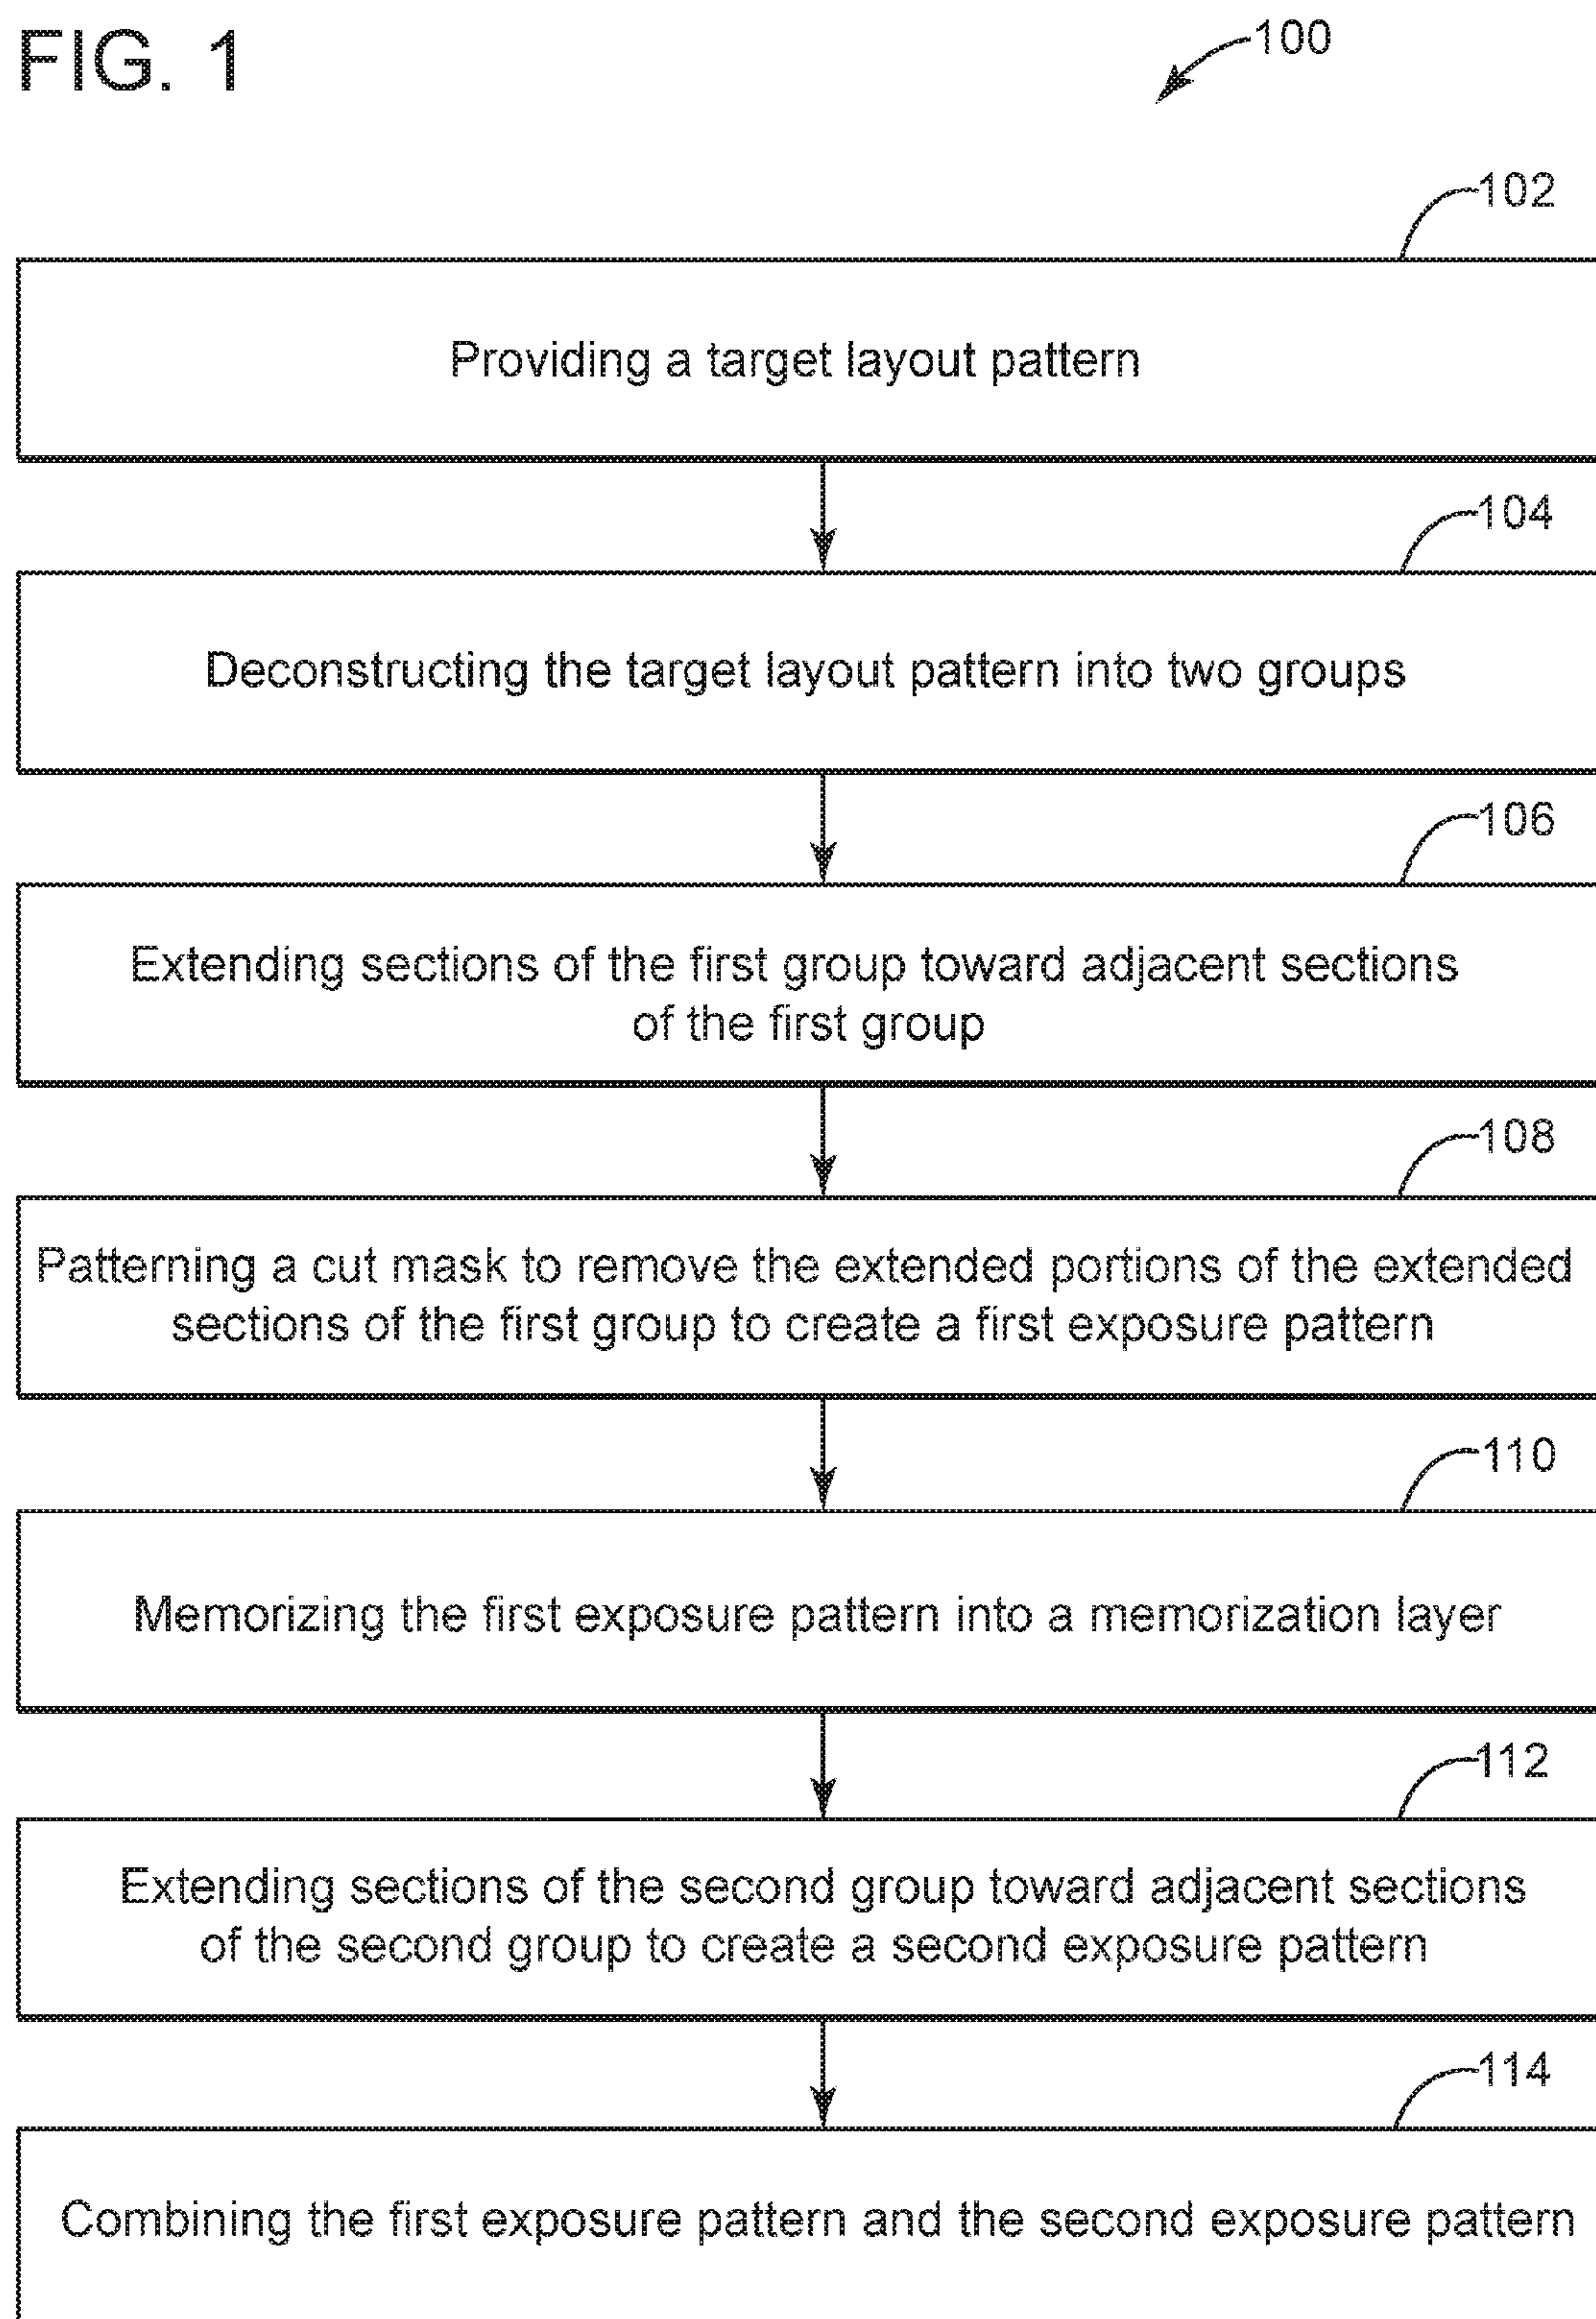 FIG. 1
100
102
Providing a target layout pattern
104
Deconstructing the target layout pattern into two groups
106
Extending sections of the first group toward adjacent sections
of the first group
108
Patterning a cut mask to remove the extended portions of the extended
sections of the first group to create a first exposure pattern
110
Memorizing the first exposure pattern into a memorization layer
112
Extending sections of the second group toward adjacent sections
of the second group to create a second exposure pattern
114
Combining the first exposure pattern and the second exposure pattern